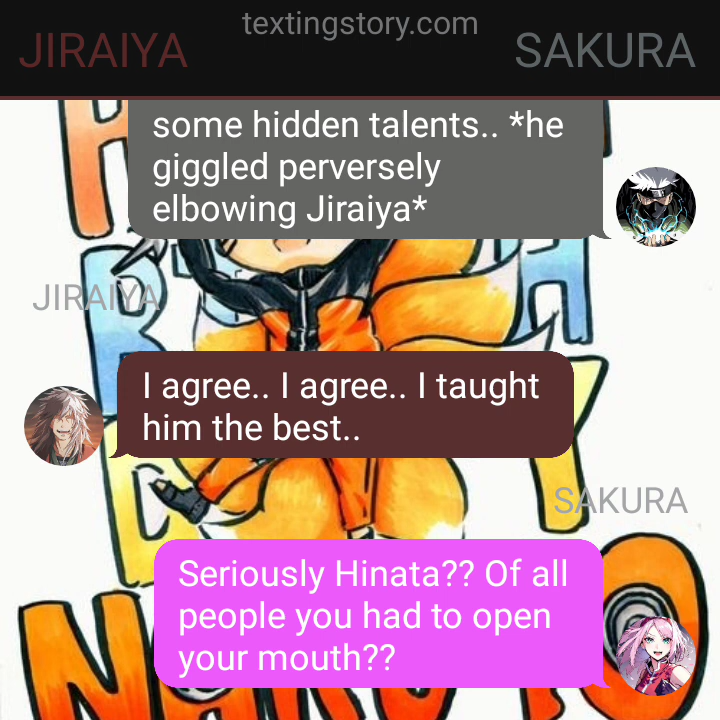 textingstory.com
JIRAIYA
SAKURA
some hidden talents.. *he
giggled perversely
elbowing Jiraiya*
JIRAIYA
I agree.. I agree.. I taught
him the best..
SAKURA
Seriously Hinata?? Of all
people you had to open
your mouth??